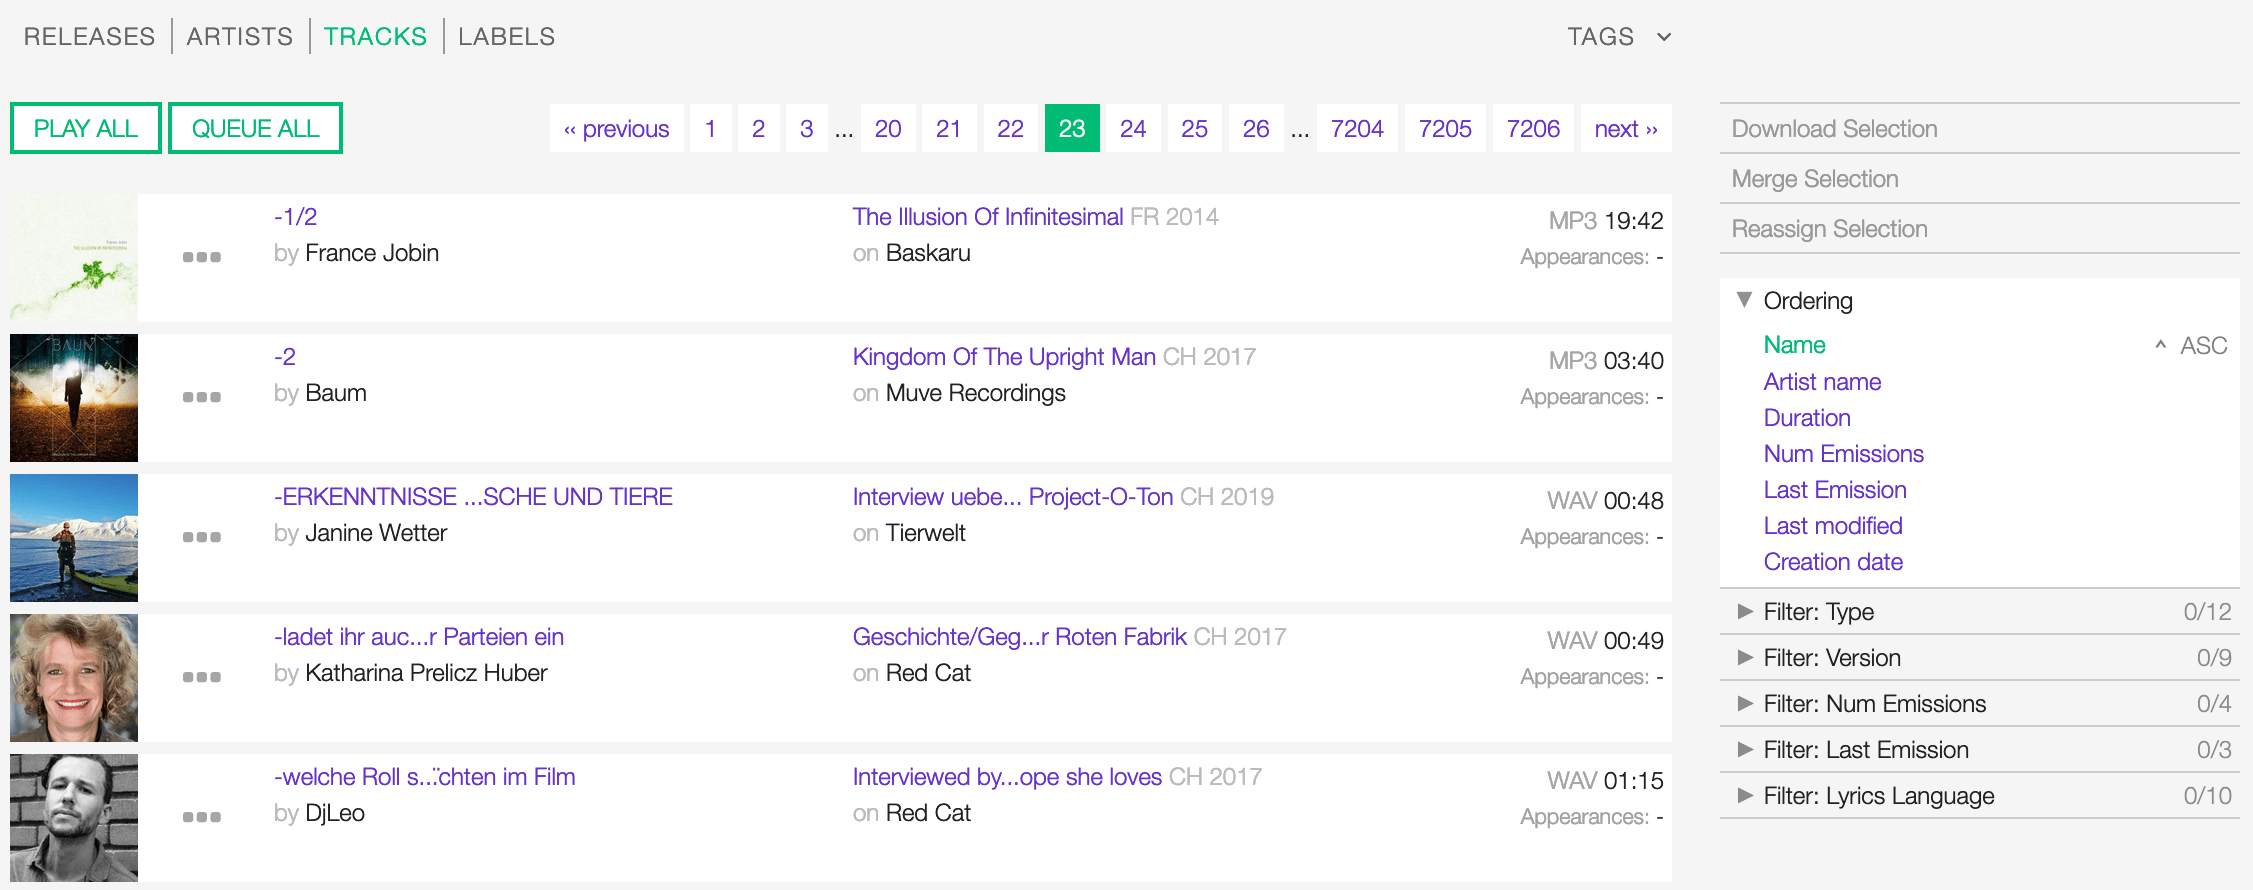 RELEASES ARTISTS TRACKS LABELS TAGS
PLAY ALL QUEUE ALL ‹‹ previous 1 2 3 ... 20 21 22 23 24 25 26 ... 7204 7205 7206 next ››
-1/2 The Illusion Of Infinitesimal FR 2014 MP3 19:42
by France Jobin on Baskaru Appearances: -
-2 Kingdom Of The Upright Man CH 2017 MP3 03:40
by Baum on Muve Recordings Appearances: -
-ERKENNTNISSE ...SCHE UND TIERE Interview uebe... Project-O-Ton CH 2019 WAV 00:48
by Janine Wetter on Tierwelt Appearances: -
-ladet ihr auc...r Parteien ein Geschichte/Geg...r Roten Fabrik CH 2017 WAV 00:49
by Katharina Prelicz Huber on Red Cat Appearances: -
-welche Roll s...̈chten im Film Interviewed by...ope she loves CH 2017 WAV 01:15
by DjLeo on Red Cat Appearances: -
Download Selection
Merge Selection
Reassign Selection
Ordering
Name ^ ASC
Artist name
Duration
Num Emissions
Last Emission
Last modified
Creation date
Filter: Type 0/12
Filter: Version 0/9
Filter: Num Emissions 0/4
Filter: Last Emission 0/3
Filter: Lyrics Language 0/10
BAUM